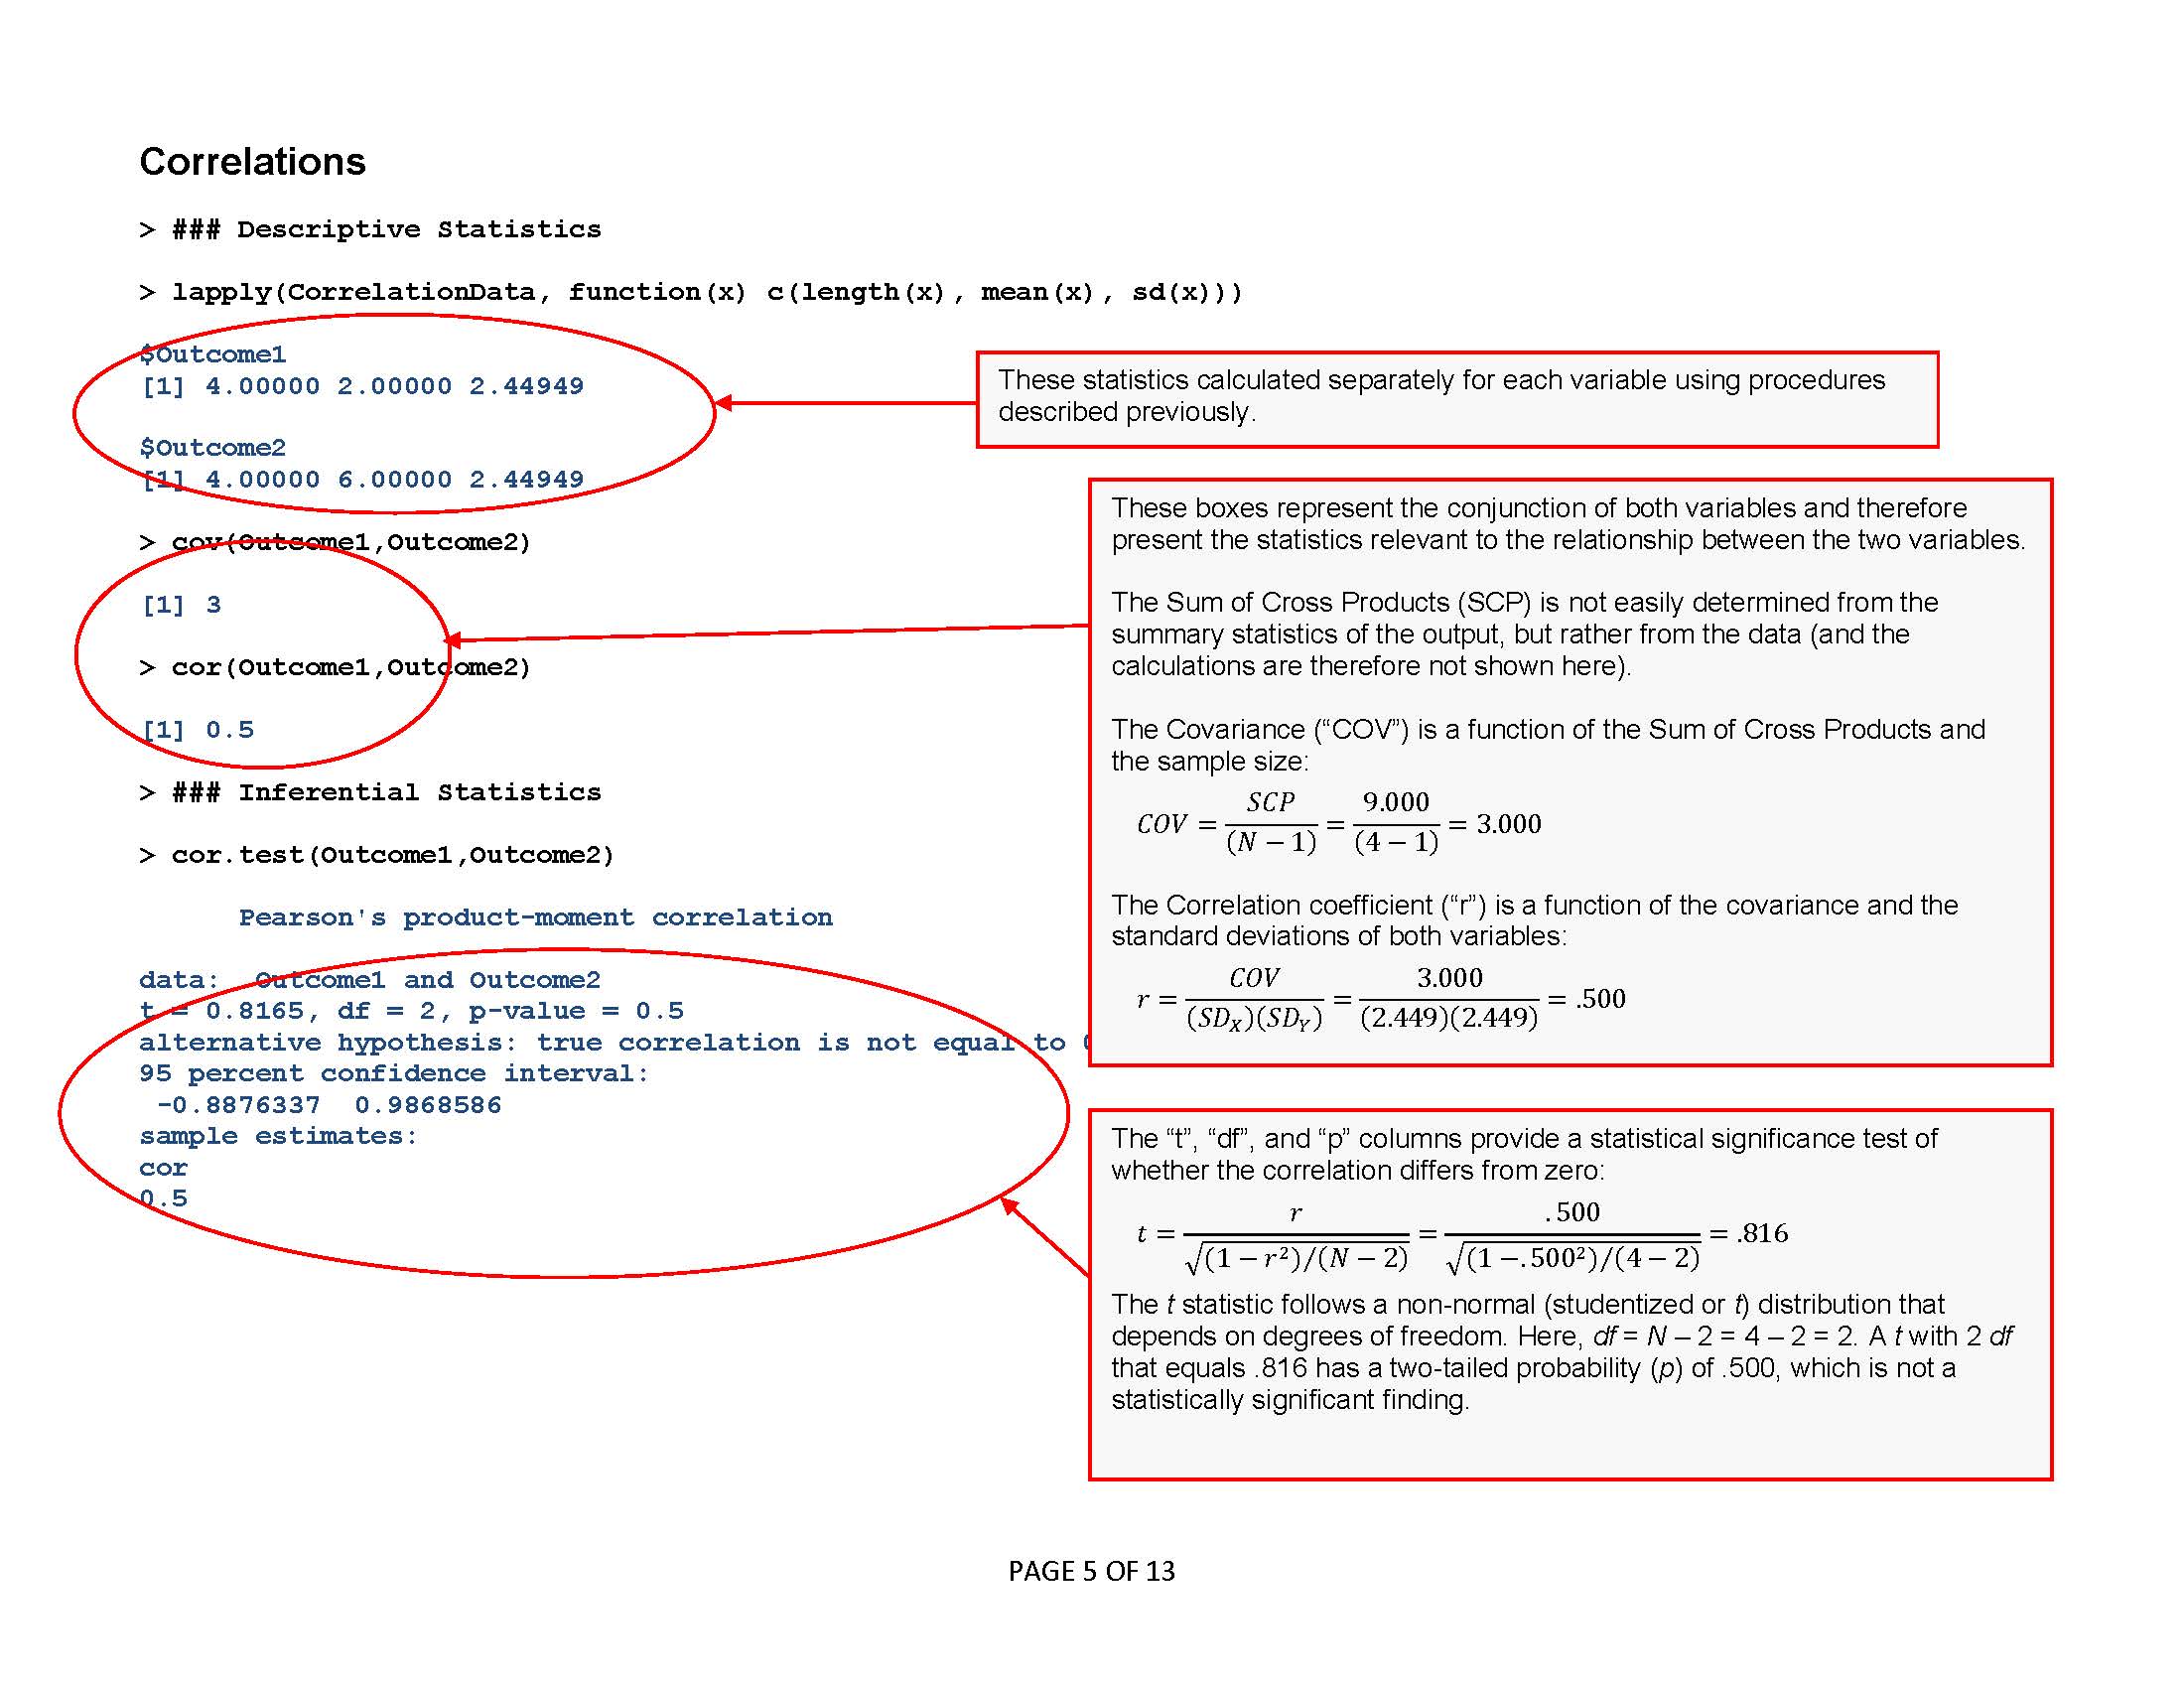 Correlations
> ### Descriptive Statistics
> lapply(CorrelationData, function(x) c(length(x), mean(x), sd(x)))
$Outcome1
[1] 4.00000 2.00000 2.44949
$Outcome2
[1] 4.00000 6.00000 2.44949
> cov(Outcome1,Outcome2)
[1] 3
> cor(Outcome1,Outcome2)
[1] 0.5
> ### Inferential Statistics
> cor.test(Outcome1,Outcome2)
Pearson's product-moment correlation
data:  Outcome1 and Outcome2
t = 0.8165, df = 2, p-value = 0.5
alternative hypothesis: true correlation is not equal to
95 percent confidence interval:
-0.8876337  0.9868586
sample estimates:
cor
0.5
These statistics calculated separately for each variable using procedures
described previously.
These boxes represent the conjunction of both variables and therefore
present the statistics relevant to the relationship between the two variables.
The Sum of Cross Products (SCP) is not easily determined from the
summary statistics of the output, but rather from the data (and the
calculations are therefore not shown here).
The Covariance (“COV”) is a function of the Sum of Cross Products and
the sample size:
COV = SCP / (N − 1) = 9.000 / (4 − 1) = 3.000
The Correlation coefficient (“r”) is a function of the covariance and the
standard deviations of both variables:
r = COV / (SD_X)(SD_Y) = 3.000 / (2.449)(2.449) = .500
The “t”, “df”, and “p” columns provide a statistical significance test of
whether the correlation differs from zero:
t = r / √(1 − r²)/(N − 2) = .500 / √(1 −.500²)/(4 − 2) = .816
The t statistic follows a non-normal (studentized or t) distribution that
depends on degrees of freedom. Here, df = N – 2 = 4 – 2 = 2. A t with 2 df
that equals .816 has a two-tailed probability (p) of .500, which is not a
statistically significant finding.
PAGE 5 OF 13